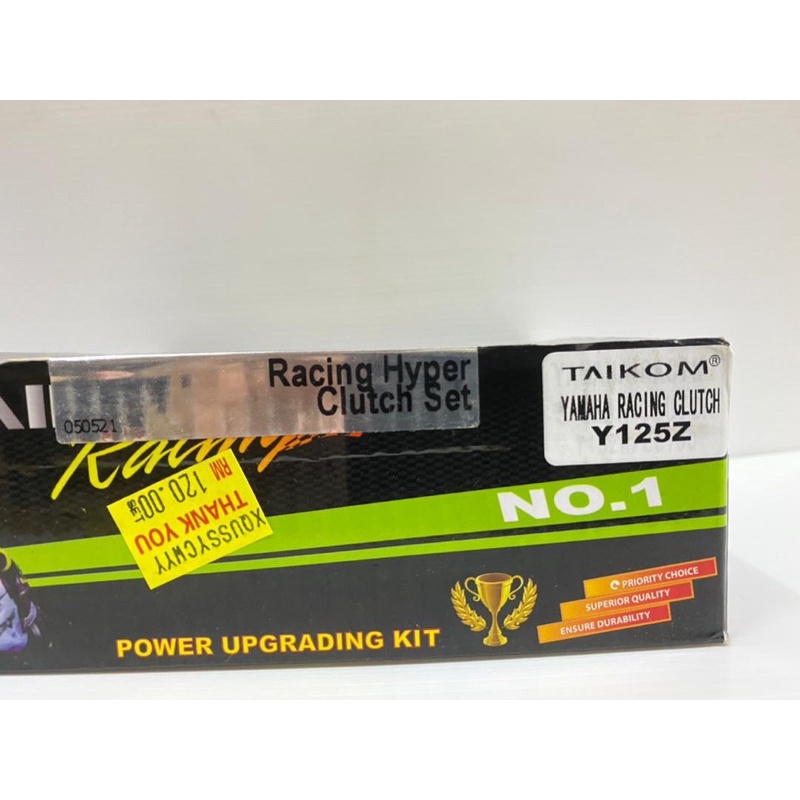 Racing Hyper
Clutch Set
050521
Racing
TAIKOM®
YAMAHA RACING CLUTCH
Y125Z
NO.1
XQUSSYCWYY
RM 120.00
THANK YOU
POWER UPGRADING KIT
PRIORITY CHOICE
SUPERIOR QUALITY
ENSURE DURABILITY